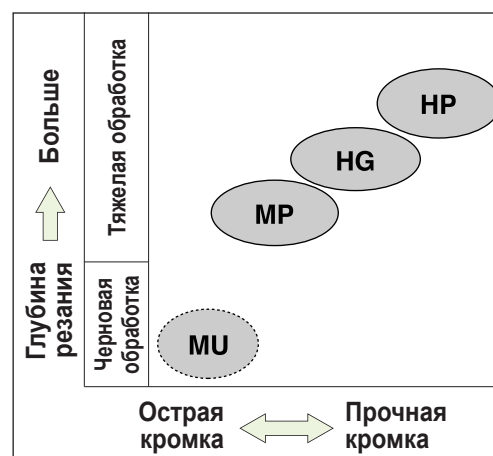 Глубина
резания
Больше
Черновая
обработка
Тяжелая обработка
HP
HG
MP
MU
Острая
кромка
Прочная
кромка